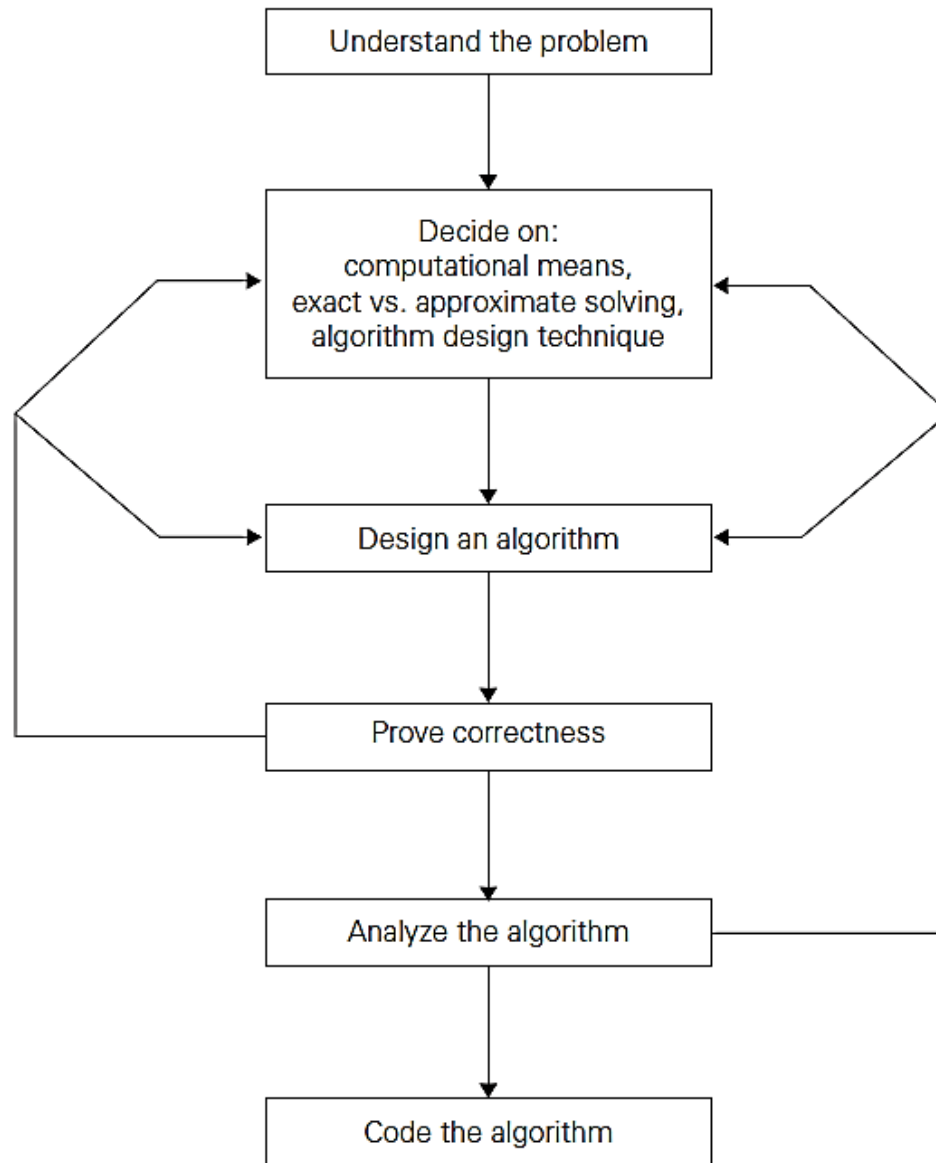 Understand the problem
Decide on:
computational means,
exact vs. approximate solving,
algorithm design technique
Design an algorithm
Prove correctness
Analyze the algorithm
Code the algorithm